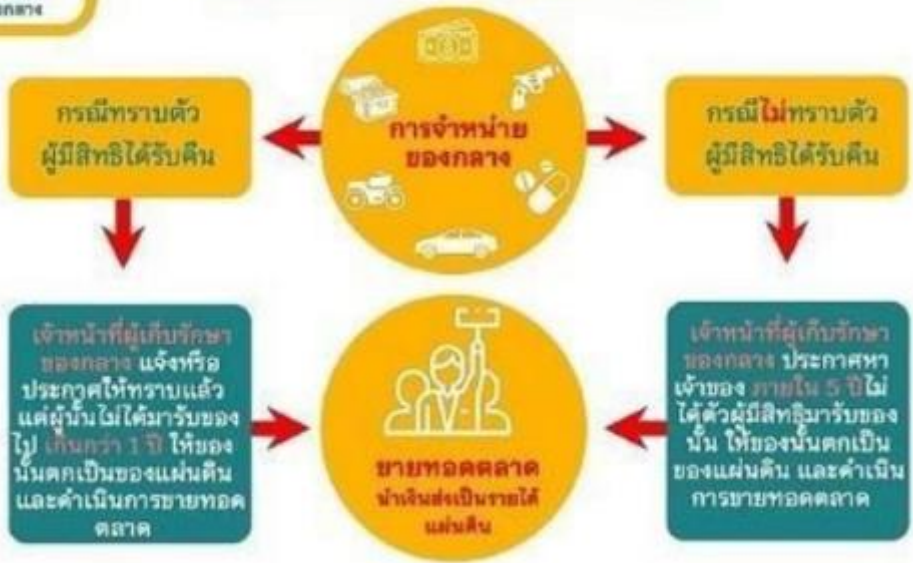 กรณีทราบตัว
ผู้มีสิทธิได้รับคืน
การจำหน่าย
ของกลาง
กรณีไม่ทราบตัว
ผู้มีสิทธิได้รับคืน
เจ้าหน้าที่ผู้เก็บรักษา
ของกลาง แจ้งหรือ
ประกาศให้ทราบแล้ว
แต่ผู้นั้นไม่ได้มารับของ
ไป เกินกว่า 1 ปี ให้ของ
นั้นตกเป็นของแผ่นดิน
และดำเนินการขายทอด
ตลาด
ขายทอดตลาด
นำเงินส่งเป็นรายได้
แผ่นดิน
เจ้าหน้าที่ผู้เก็บรักษา
ของกลาง ประกาศหา
เจ้าของ ภายใน 5 ปีไม่
ได้ตัวผู้มีสิทธิมารับของ
นั้น ให้ของนั้นตกเป็น
ของแผ่นดิน และดำเนิน
การขายทอดตลาด